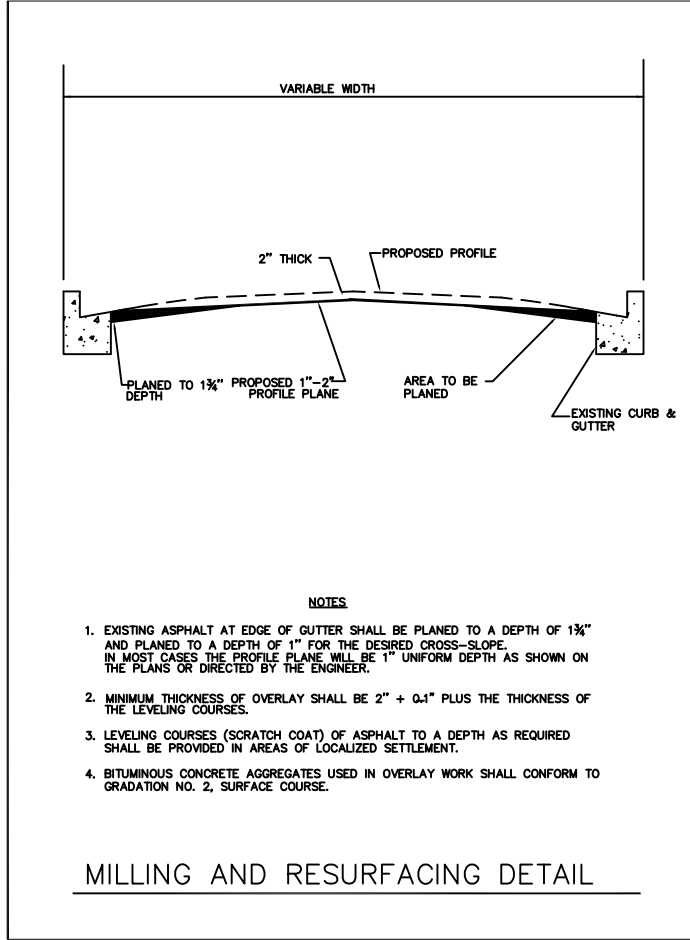 VARIABLE WIDTH
2" THICK
PROPOSED PROFILE
PLANED TO 1¾"
DEPTH
PROPOSED 1"-2"
PROFILE PLANE
AREA TO BE
PLANED
EXISTING CURB &
GUTTER
NOTES
1. EXISTING ASPHALT AT EDGE OF GUTTER SHALL BE PLANED TO A DEPTH OF 1¾"
AND PLANED TO A DEPTH OF 1" FOR THE DESIRED CROSS-SLOPE.
IN MOST CASES THE PROFILE PLANE WILL BE 1" UNIFORM DEPTH AS SHOWN ON
THE PLANS OR DIRECTED BY THE ENGINEER.
2. MINIMUM THICKNESS OF OVERLAY SHALL BE 2" + 0.1" PLUS THE THICKNESS OF
THE LEVELING COURSES.
3. LEVELING COURSES (SCRATCH COAT) OF ASPHALT TO A DEPTH AS REQUIRED
SHALL BE PROVIDED IN AREAS OF LOCALIZED SETTLEMENT.
4. BITUMINOUS CONCRETE AGGREGATES USED IN OVERLAY WORK SHALL CONFORM TO
GRADATION NO. 2, SURFACE COURSE.
MILLING AND RESURFACING DETAIL